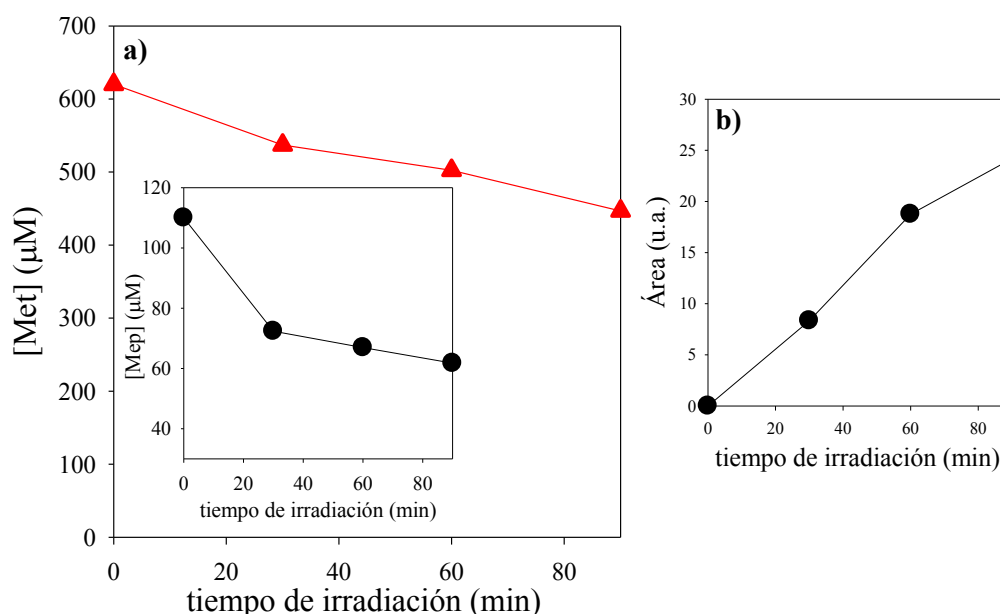 a)
700
600
500
400
300
200
100
0
[Met] (µM)
0 20 40 60 80
tiempo de irradiación (min)
120
100
80
60
40
[Mep] (µM)
0 20 40 60 80
tiempo de irradiación (min)
b)
30
25
20
15
10
5
0
Área (u.a.)
0 20 40 60 80
tiempo de irradiación (min)